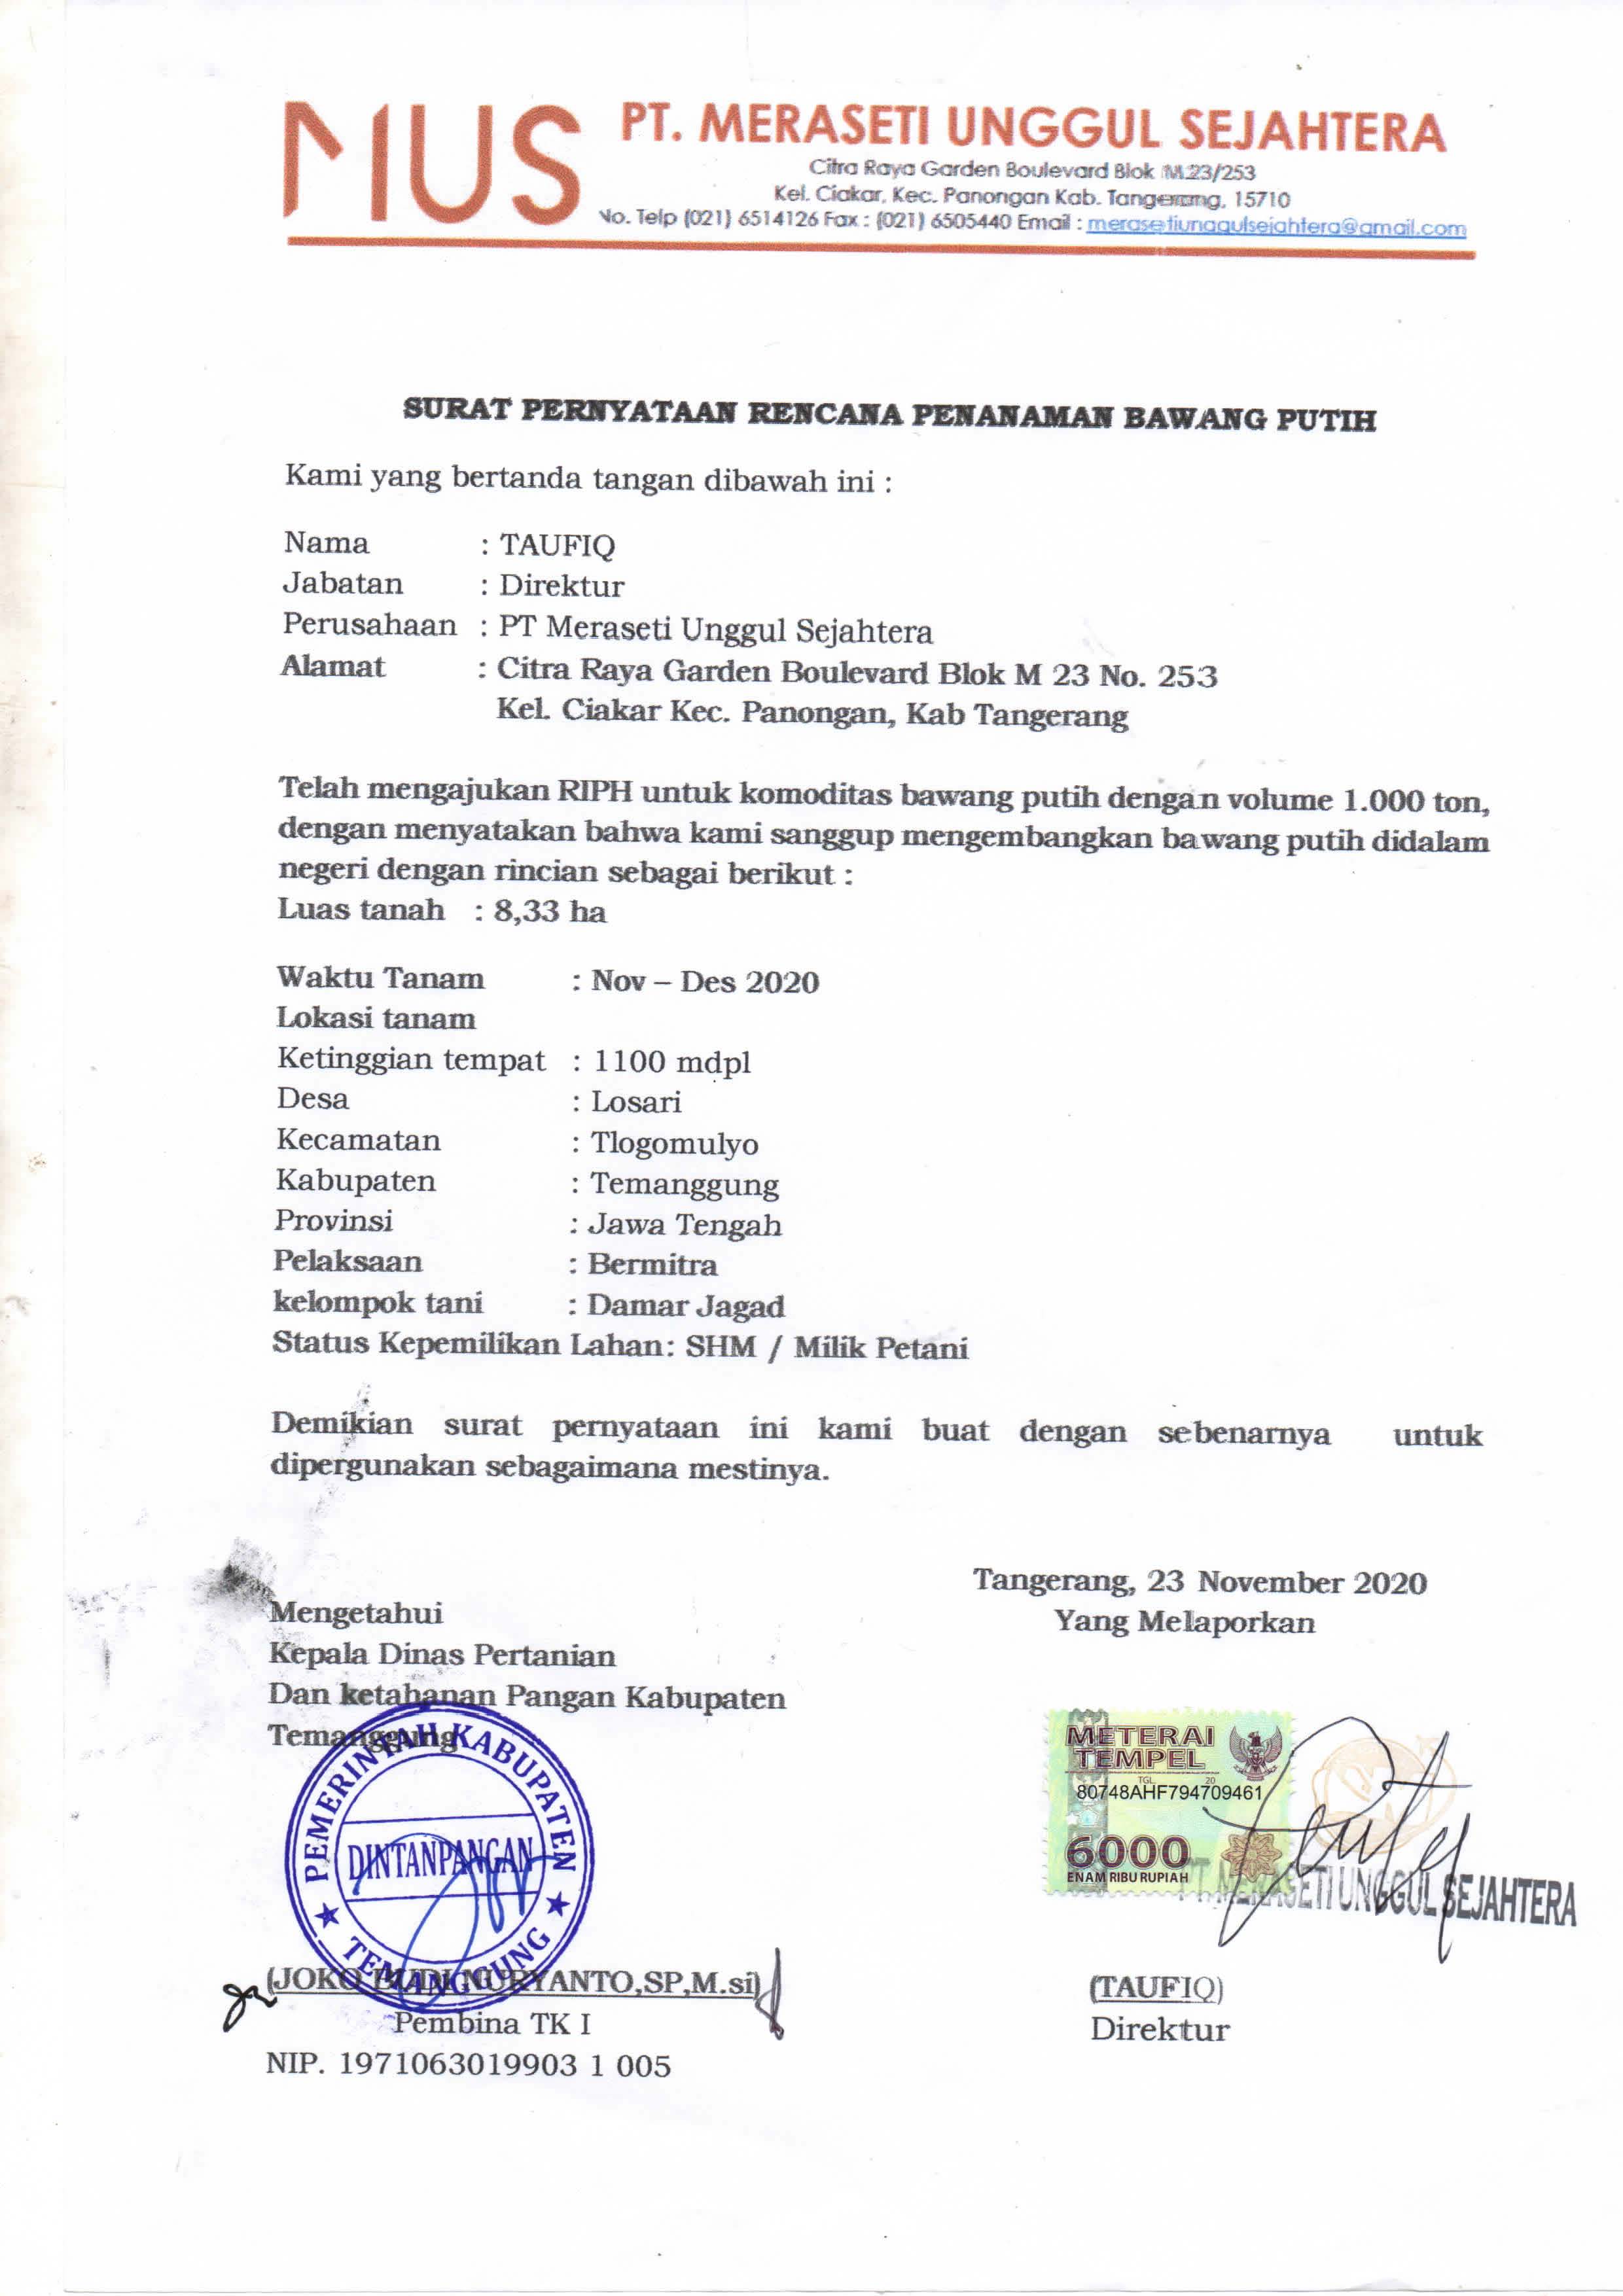 MUS
PT. MERASETI UNGGUL SEJAHTERA
Citra Raya Garden Boulevard Blok M.23/253
Kel. Ciakar, Kec. Panongan Kab. Tangerang, 15710
No. Telp (021) 6514126 Fax : (021) 6505440 Email : merasetiunggulsejahtera@gmail.com
SURAT PERNYATAAN RENCANA PENANAMAN BAWANG PUTIH
Kami yang bertanda tangan dibawah ini :
Nama : TAUFIQ
Jabatan : Direktur
Perusahaan : PT Meraseti Unggul Sejahtera
Alamat : Citra Raya Garden Boulevard Blok M 23 No. 253
Kel. Ciakar Kec. Panongan, Kab Tangerang
Telah mengajukan RIPH untuk komoditas bawang putih dengan volume 1.000 ton,
dengan menyatakan bahwa kami sanggup mengembangkan bawang putih didalam
negeri dengan rincian sebagai berikut :
Luas tanah : 8,33 ha
Waktu Tanam : Nov – Des 2020
Lokasi tanam
Ketinggian tempat : 1100 mdpl
Desa : Losari
Kecamatan : Tlogomulyo
Kabupaten : Temanggung
Provinsi : Jawa Tengah
Pelaksaan : Bermitra
kelompok tani : Damar Jagad
Status Kepemilikan Lahan: SHM / Milik Petani
Demikian surat pernyataan ini kami buat dengan sebenarnya untuk
dipergunakan sebagaimana mestinya.
Tangerang, 23 November 2020
Yang Melaporkan
Mengetahui
Kepala Dinas Pertanian
Dan ketahanan Pangan Kabupaten
Temanggung
PEMERINTAH KABUPATEN
DINTANPANGAN
TEMANGGUNG
METERAI
TEMPEL
TGL. 20
80748AHF794709461
6000
ENAM RIBU RUPIAH
PT. MERASETI UNGGUL SEJAHTERA
(JOKO BUDI NURYANTO,SP,M.si)
Pembina TK I
NIP. 1971063019903 1 005
(TAUFIQ)
Direktur